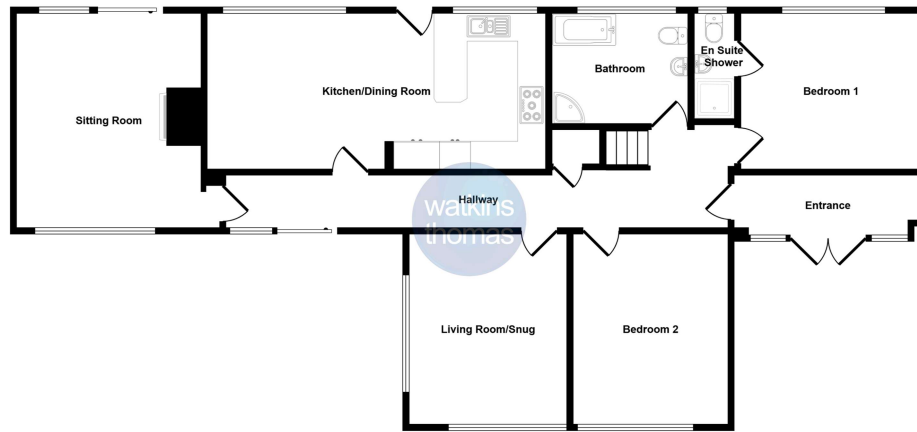 En Suite
Shower
Bathroom
Kitchen/Dining Room
Bedroom 1
Sitting Room
Hallway
Entrance
watkins
thomas
Living Room/Snug
Bedroom 2